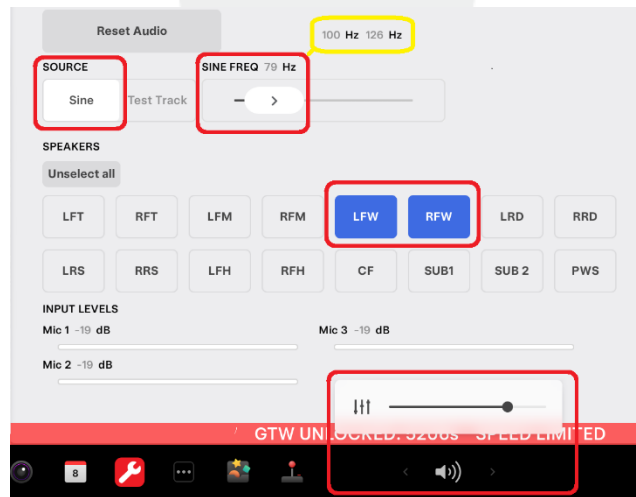 Reset Audio
100 Hz 126 Hz
SOURCE
SINE FREQ 79 Hz
Sine
Test Track
SPEAKERS
Unselect all
LFT RFT LFM RFM LFW RFW LRD RRD
LRS RRS LFH RFH CF SUB1 SUB 2 PWS
INPUT LEVELS
Mic 1 -19 dB
Mic 3 -19 dB
Mic 2 -19 dB
GTW UNLOCKED: SPEED LIMITED
8